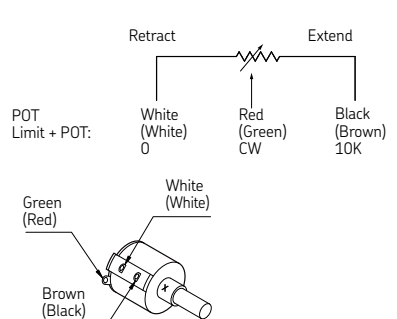 Retract Extend
POT White Red Black
Limit + POT: (White) (Green) (Brown)
0 CW 10K
White
(White)
Green
(Red)
Brown
(Black)